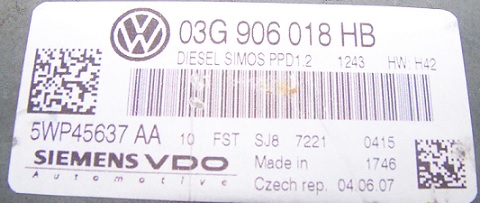 03G 906 018 HB
DIESEL SIMOS PPD1.2 1243 HW: H42
5WP45637 AA 10 FST SJ8 7221 0415
SIEMENS VDO Made in 1746
Automotive Czech rep. 04.06.07